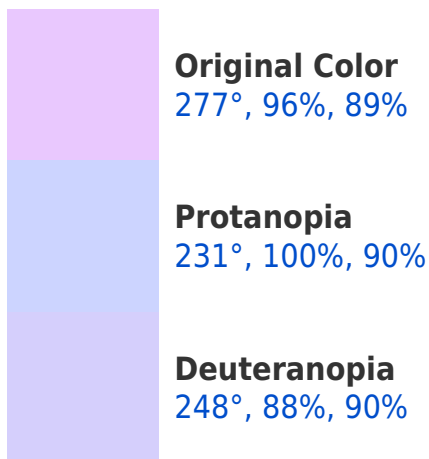 Original Color
277°, 96%, 89%
Protanopia
231°, 100%, 90%
Deuteranopia
248°, 88%, 90%